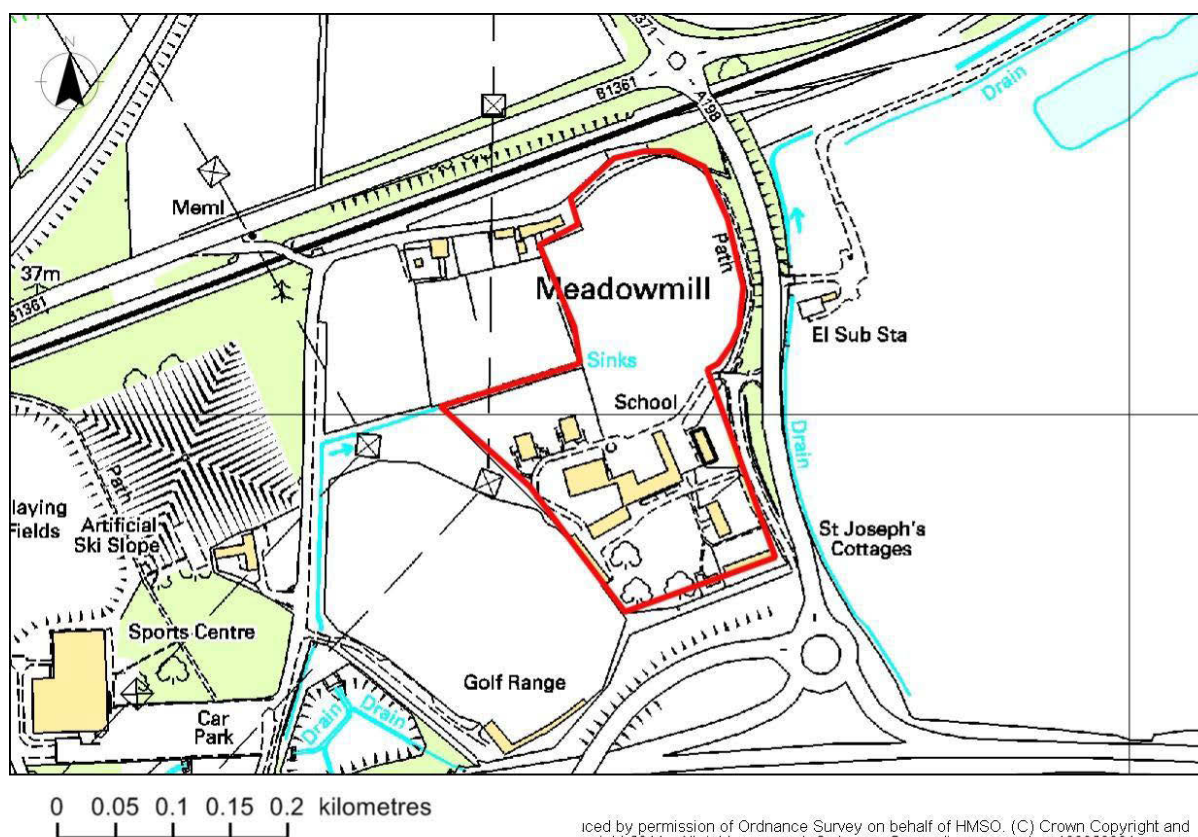 N
B1371
B1361
A198
Drain
Meml
37m
B1361
Path
Meadowmill
El Sub Sta
Sinks
School
Drain
Path
laying
Fields
Artificial
Ski Slope
St Joseph's
Cottages
Sports Centre
Golf Range
Car
Park
Drain
Drain
0 0.05 0.1 0.15 0.2 kilometres
iced by permission of Ordnance Survey on behalf of HMSO. (C) Crown Copyright and